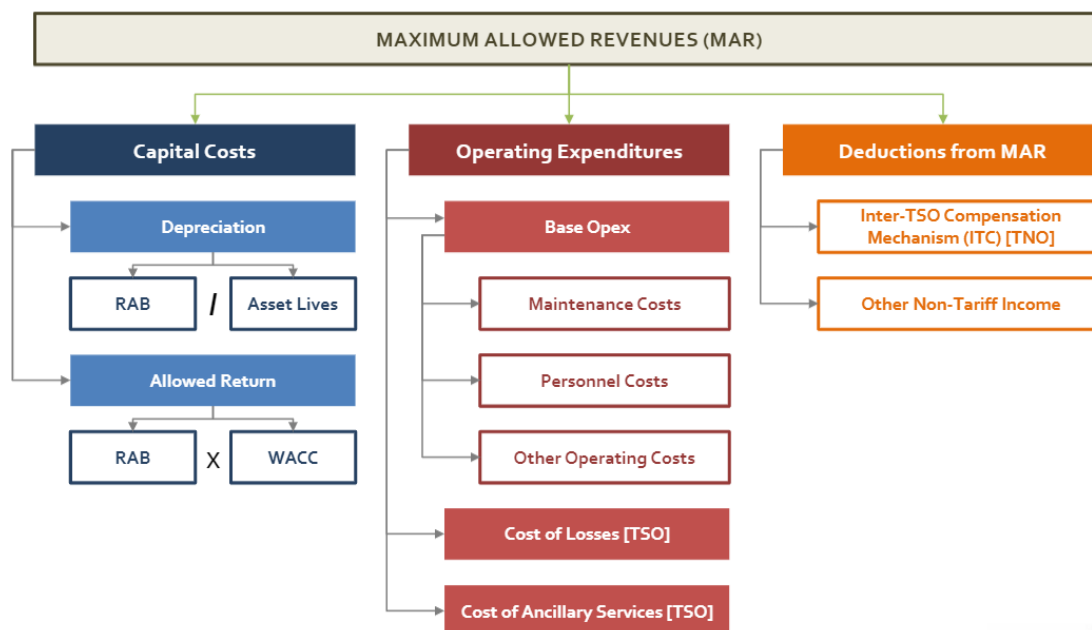 MAXIMUM ALLOWED REVENUES (MAR)
Capital Costs
Depreciation
RAB / Asset Lives
Allowed Return
RAB X WACC
Operating Expenditures
Base Opex
Maintenance Costs
Personnel Costs
Other Operating Costs
Cost of Losses [TSO]
Cost of Ancillary Services [TSO]
Deductions from MAR
Inter-TSO Compensation
Mechanism (ITC) [TNO]
Other Non-Tariff Income